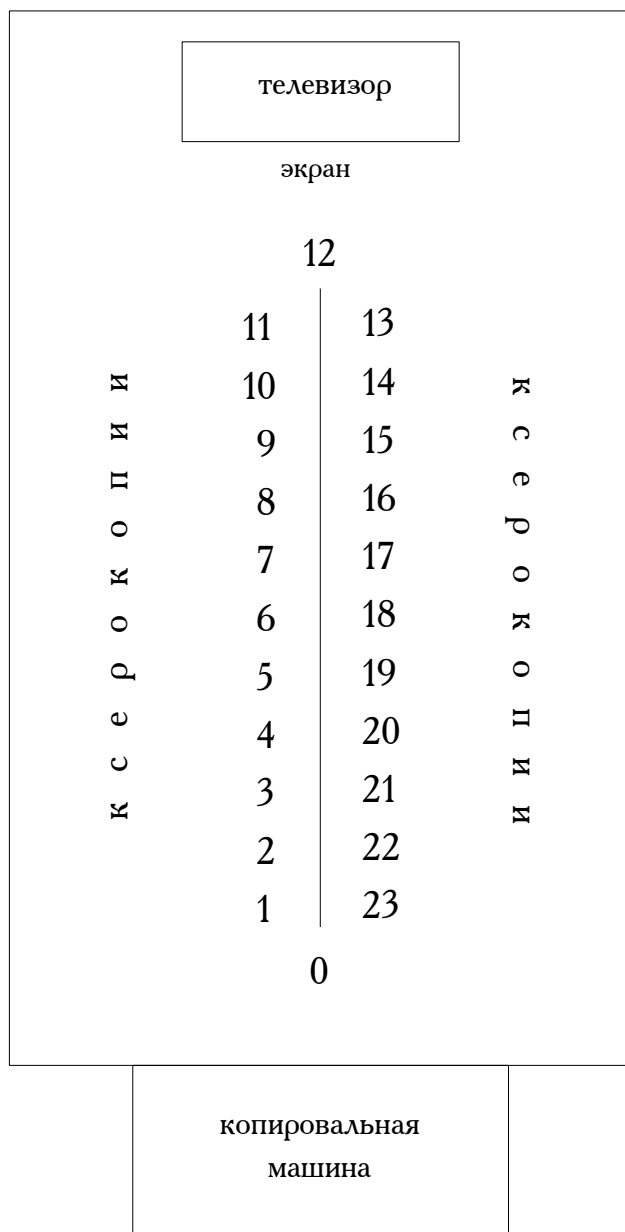 телевизор
экран
12
11 13
10 14
9 15
8 16
7 17
6 18
5 19
4 20
3 21
2 22
1 23
0
ксерокопии
ксерокопии
копировальная
машина